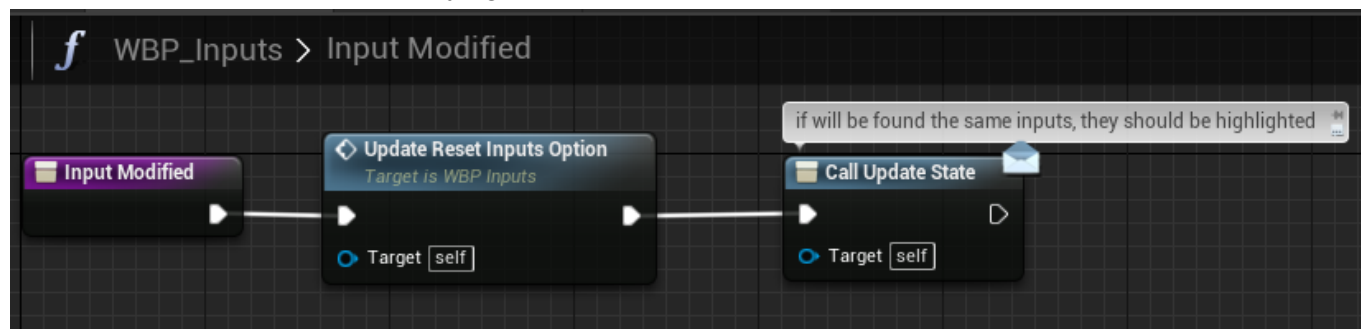 f WBP_Inputs > Input Modified
if will be found the same inputs, they should be highlighted
Input Modified
Update Reset Inputs Option
Target is WBP Inputs
Target self
Call Update State
Target self